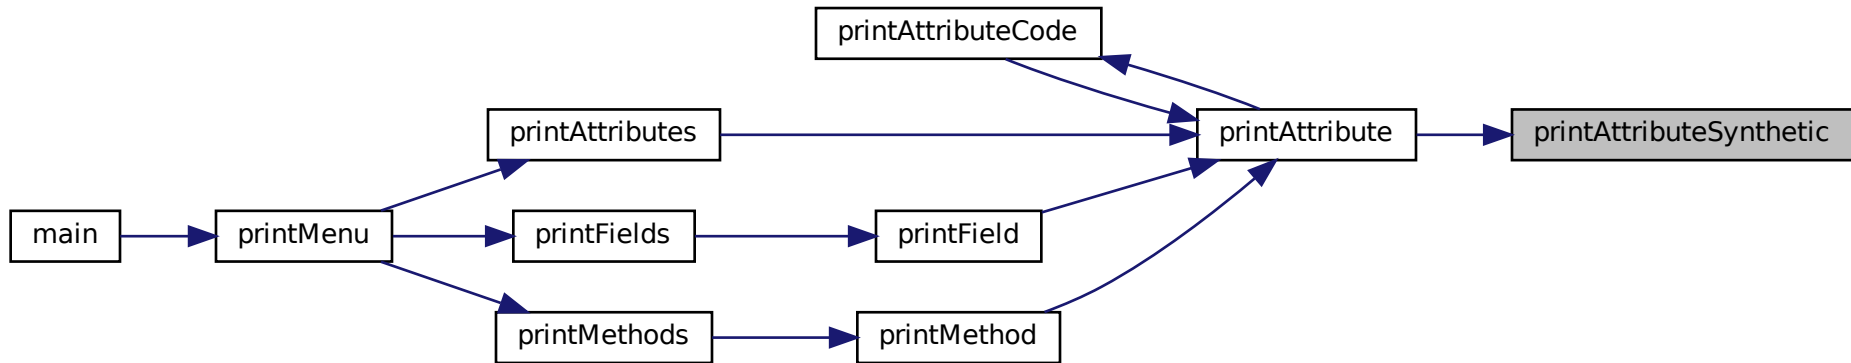 printAttributeCode
printAttributes
printAttribute
printAttributeSynthetic
main
printMenu
printFields
printField
printMethods
printMethod